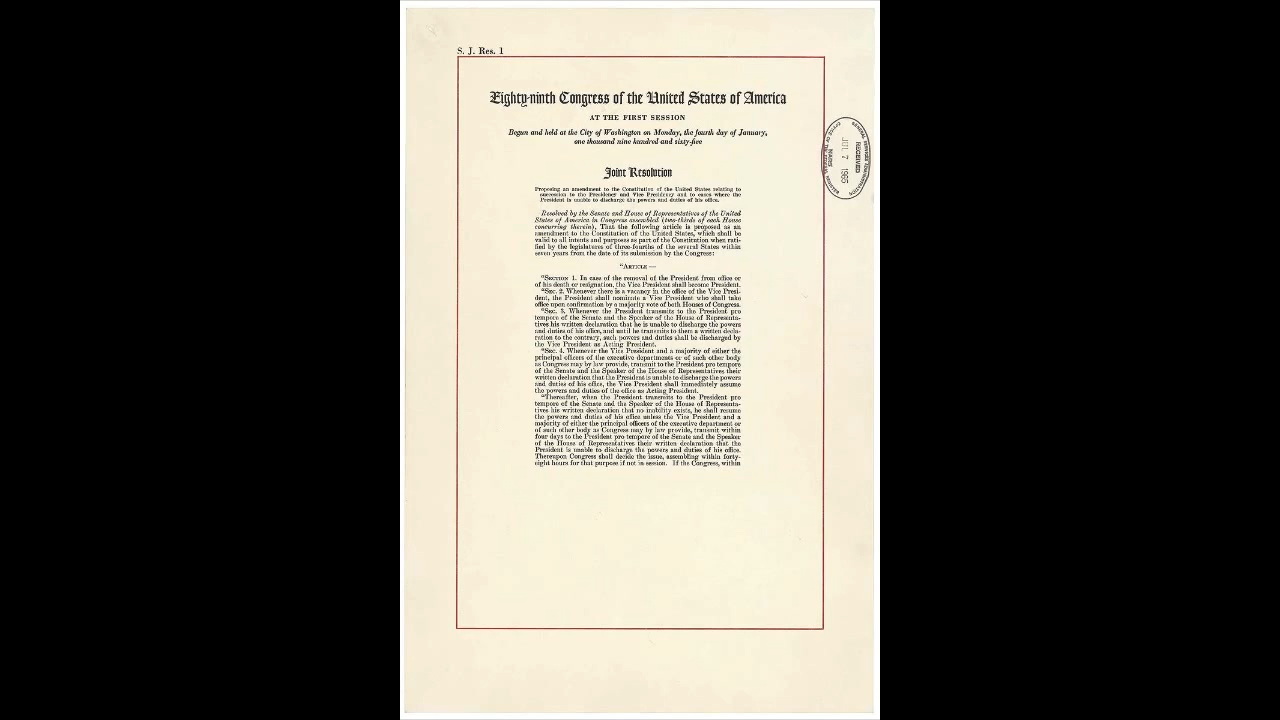 S. J. Res. 1
Eighty-ninth Congress of the United States of America
AT THE FIRST SESSION
Begun and held at the City of Washington on Monday, the fourth day of January,
one thousand nine hundred and sixty-five
Joint Resolution
Proposing an amendment to the Constitution of the United States relating to
succession to the Presidency and Vice Presidency and to cases where the
President is unable to discharge the powers and duties of his office.
Resolved by the Senate and House of Representatives of the United
States of America in Congress assembled (two-thirds of each House
concurring therein), That the following article is proposed as an
amendment to the Constitution of the United States, which shall be
valid to all intents and purposes as part of the Constitution when rati-
fied by the legislatures of three-fourths of the several States within
seven years from the date of its submission by the Congress:
"ARTICLE —
"SECTION 1. In case of the removal of the President from office or
of his death or resignation, the Vice President shall become President.
"SEC. 2. Whenever there is a vacancy in the office of the Vice Presi-
dent, the President shall nominate a Vice President who shall take
office upon confirmation by a majority vote of both Houses of Congress.
"SEC. 3. Whenever the President transmits to the President pro
tempore of the Senate and the Speaker of the House of Representa-
tives his written declaration that he is unable to discharge the powers
and duties of his office, and until he transmits to them a written decla-
ration to the contrary, such powers and duties shall be discharged by
the Vice President as Acting President.
"SEC. 4. Whenever the Vice President and a majority of either the
principal officers of the executive departments or of such other body
as Congress may by law provide, transmit to the President pro tempore
of the Senate and the Speaker of the House of Representatives their
written declaration that the President is unable to discharge the powers
and duties of his office, the Vice President shall immediately assume
the powers and duties of the office as Acting President.
"Thereafter, when the President transmits to the President pro
tempore of the Senate and the Speaker of the House of Representa-
tives his written declaration that no inability exists, he shall resume
the powers and duties of his office unless the Vice President and a
majority of either the principal officers of the executive department or
of such other body as Congress may by law provide, transmit within
four days to the President pro tempore of the Senate and the Speaker
of the House of Representatives their written declaration that the
President is unable to discharge the powers and duties of his office.
Thereupon Congress shall decide the issue, assembling within forty-
eight hours for that purpose if not in session. If the Congress, within
RECEIVED
JUL 7 1965
NARS